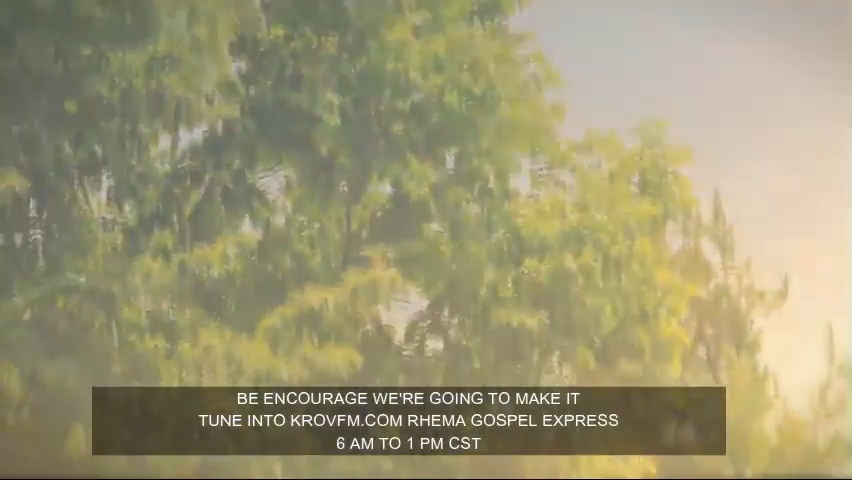 BE ENCOURAGE WE'RE GOING TO MAKE IT
TUNE INTO KROVFM.COM RHEMA GOSPEL EXPRESS
6 AM TO 1 PM CST